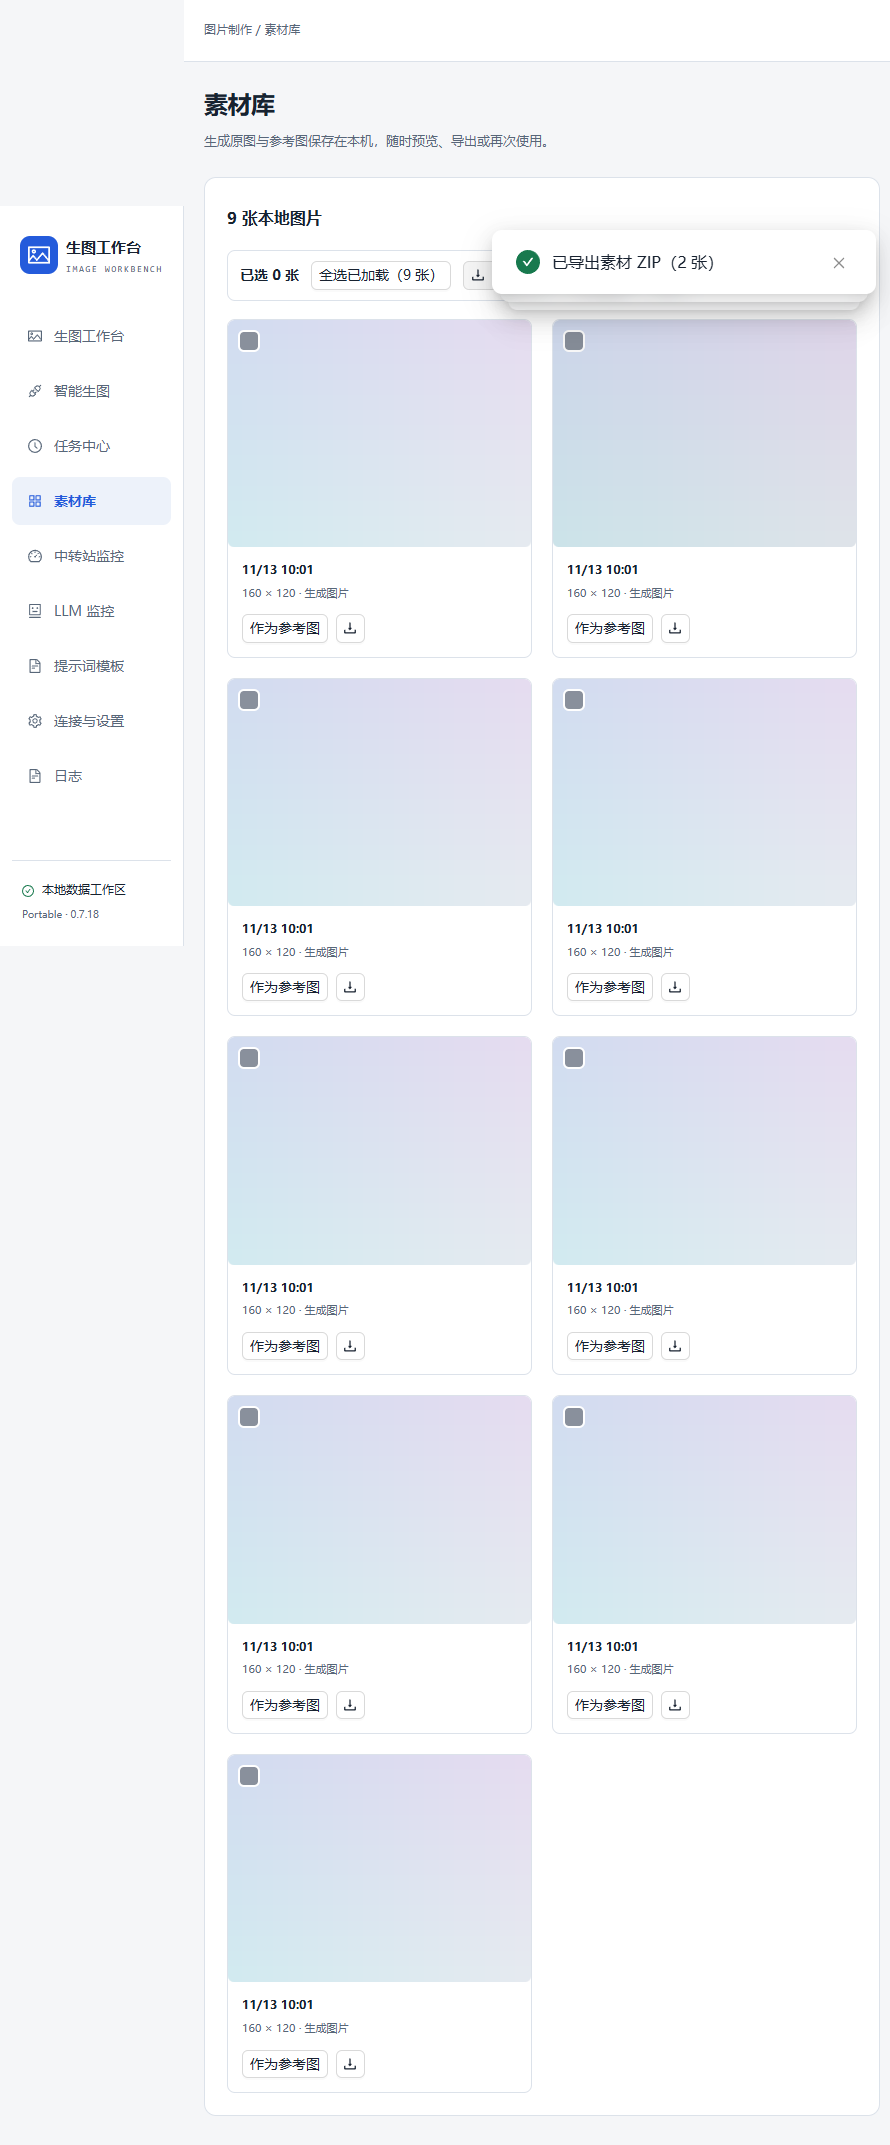 图片制作 / 素材库
素材库
生成原图与参考图保存在本机，随时预览、导出或再次使用。
生图工作台
IMAGE WORKBENCH
生图工作台
智能生图
任务中心
素材库
中转站监控
LLM 监控
提示词模板
连接与设置
日志
本地数据工作区
Portable · 0.7.18
9 张本地图片
已选 0 张
全选已加载（9 张）
已导出素材 ZIP（2 张）
11/13 10:01
160 × 120 · 生成图片
作为参考图
11/13 10:01
160 × 120 · 生成图片
作为参考图
11/13 10:01
160 × 120 · 生成图片
作为参考图
11/13 10:01
160 × 120 · 生成图片
作为参考图
11/13 10:01
160 × 120 · 生成图片
作为参考图
11/13 10:01
160 × 120 · 生成图片
作为参考图
11/13 10:01
160 × 120 · 生成图片
作为参考图
11/13 10:01
160 × 120 · 生成图片
作为参考图
11/13 10:01
160 × 120 · 生成图片
作为参考图